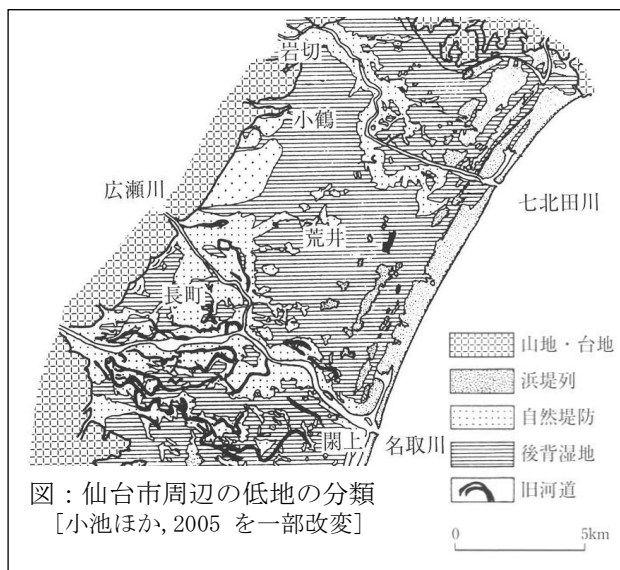 岩切
小鶴
広瀬川
七北田川
荒井
長町
山地・台地
浜堤列
自然堤防
後背湿地
旧河道
閖上
名取川
図：仙台市周辺の低地の分類
[小池ほか, 2005 を一部改変]
0 5km